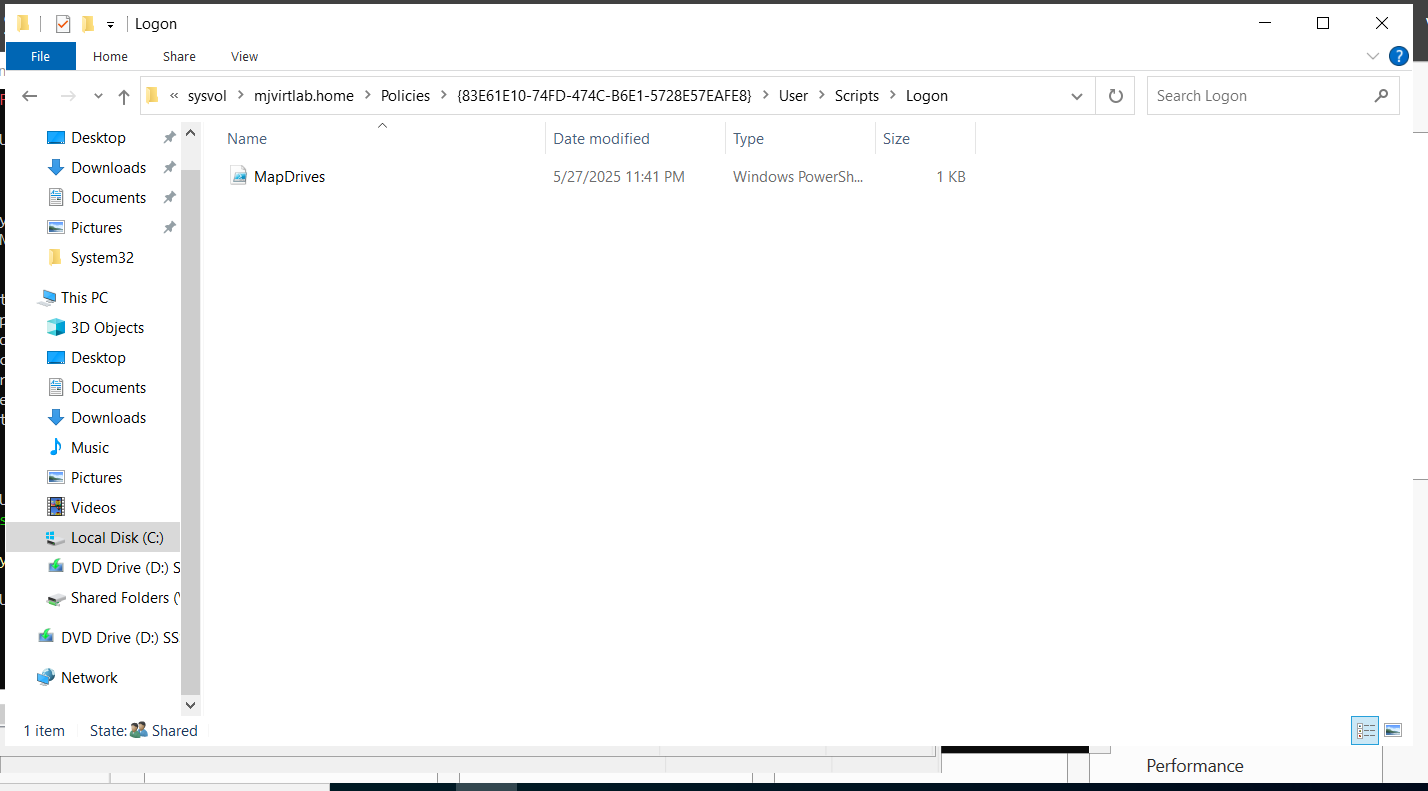 Logon
File Home Share View
?
« sysvol > mjvirtlab.home > Policies > {83E61E10-74FD-474C-B6E1-5728E57EAFE8} > User > Scripts > Logon
Search Logon
Name Date modified Type Size
MapDrives 5/27/2025 11:41 PM Windows PowerSh... 1 KB
Desktop
Downloads
Documents
Pictures
System32
This PC
3D Objects
Desktop
Documents
Downloads
Music
Pictures
Videos
Local Disk (C:)
DVD Drive (D:) S
Shared Folders (
DVD Drive (D:) SS
Network
1 item State: Shared
Performance